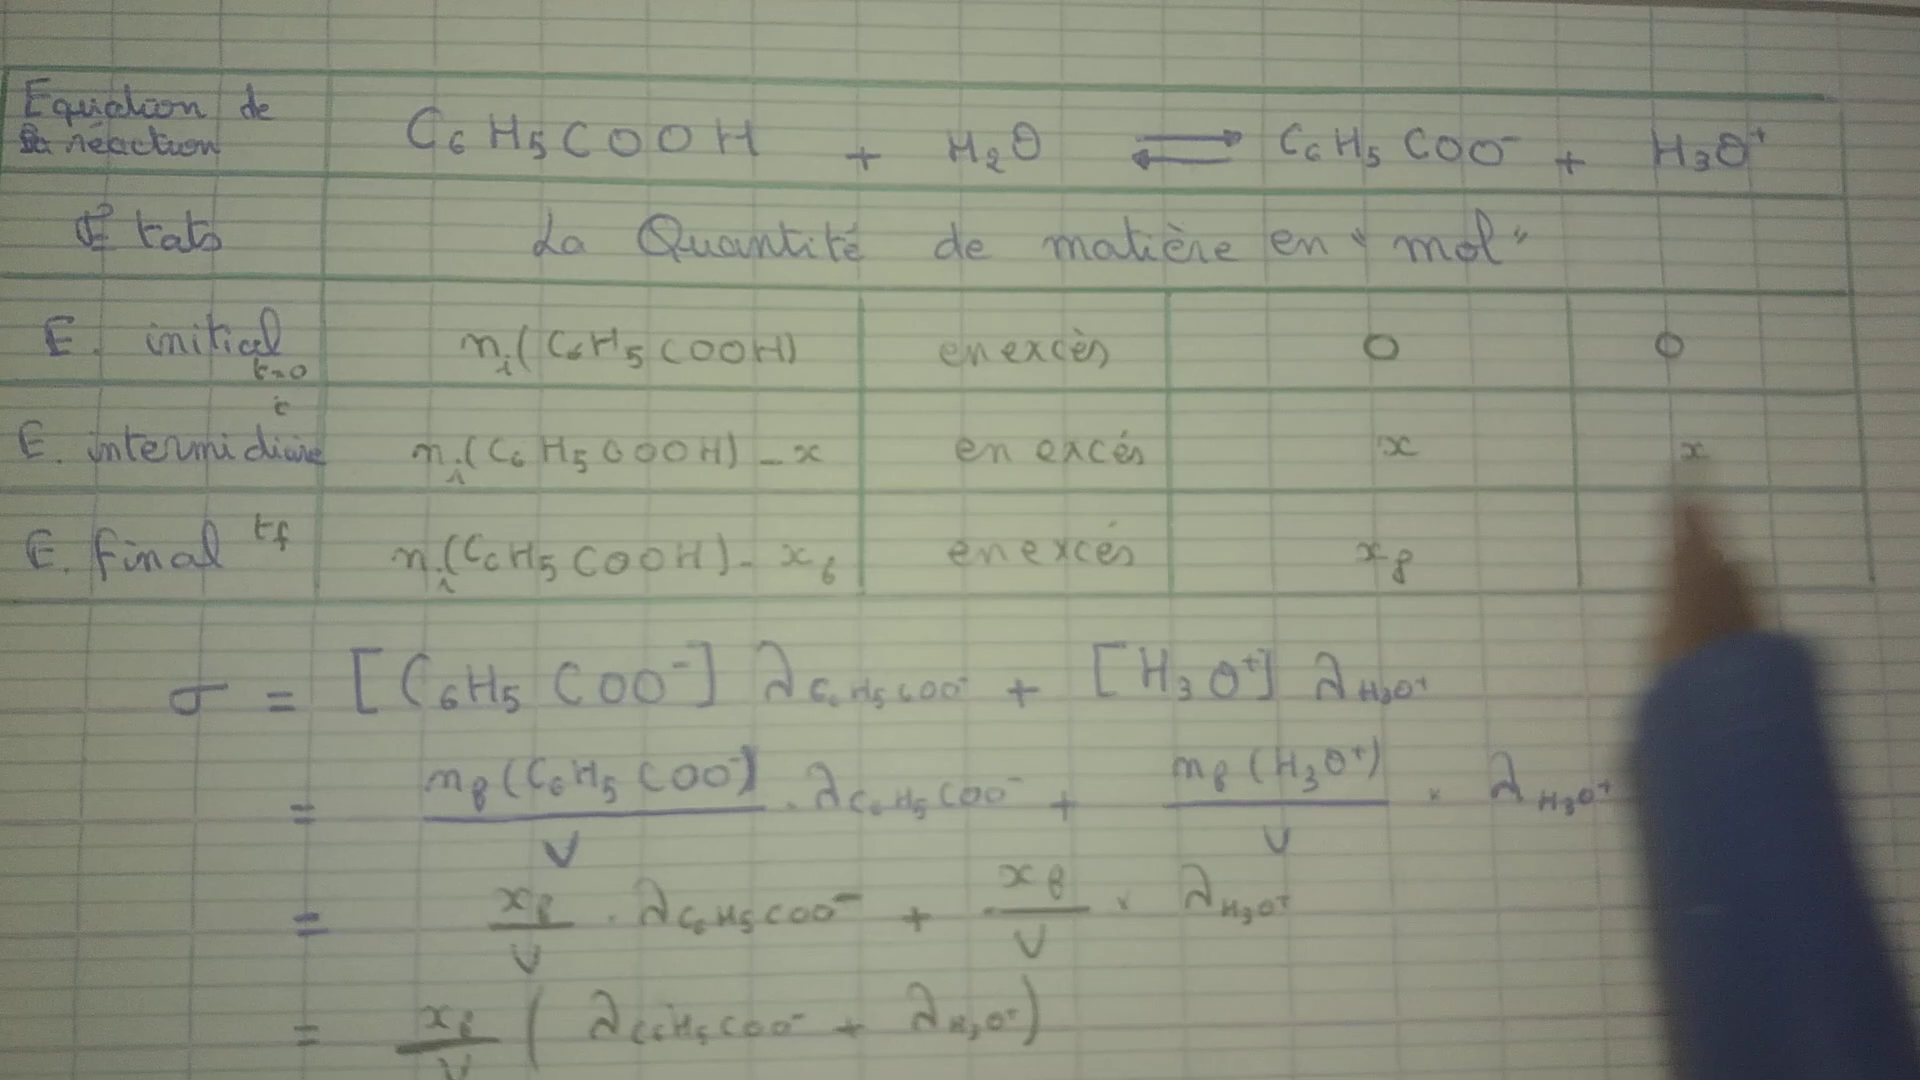 Equation de
la réaction
C6H5COOH + H2O ⇌ C6H5COO⁻ + H3O⁺
États La Quantité de matière en "mol"
E. initial t=0 ni(C6H5COOH) en excès 0 0
E. intermidiaire t ni(C6H5COOH) - x en excés x x
E. final tf ni(C6H5COOH) - xf en excés xf
σ = [C6H5COO⁻] λC6H5COO⁻ + [H3O⁺] λH3O⁺
= nf(C6H5COO⁻)/V . λC6H5COO⁻ + nf(H3O⁺)/V × λH3O⁺
= xf/V . λC6H5COO⁻ + xf/V × λH3O⁺
= xf/V ( λC6H5COO⁻ + λH3O⁺)